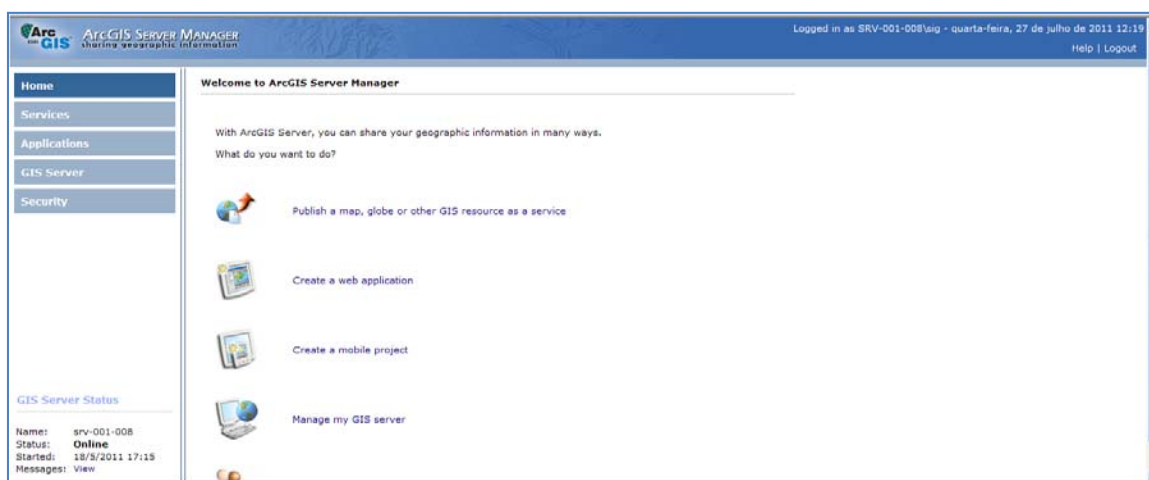 Arc GIS ArcGIS Server Manager
sharing geographic information
Logged in as SRV-001-008\sig - quarta-feira, 27 de julho de 2011 12:19
Help | Logout
Home
Services
Applications
GIS Server
Security
Welcome to ArcGIS Server Manager
With ArcGIS Server, you can share your geographic information in many ways.
What do you want to do?
Publish a map, globe or other GIS resource as a service
Create a web application
Create a mobile project
Manage my GIS server
GIS Server Status
Name: srv-001-008
Status: Online
Started: 18/5/2011 17:15
Messages: View